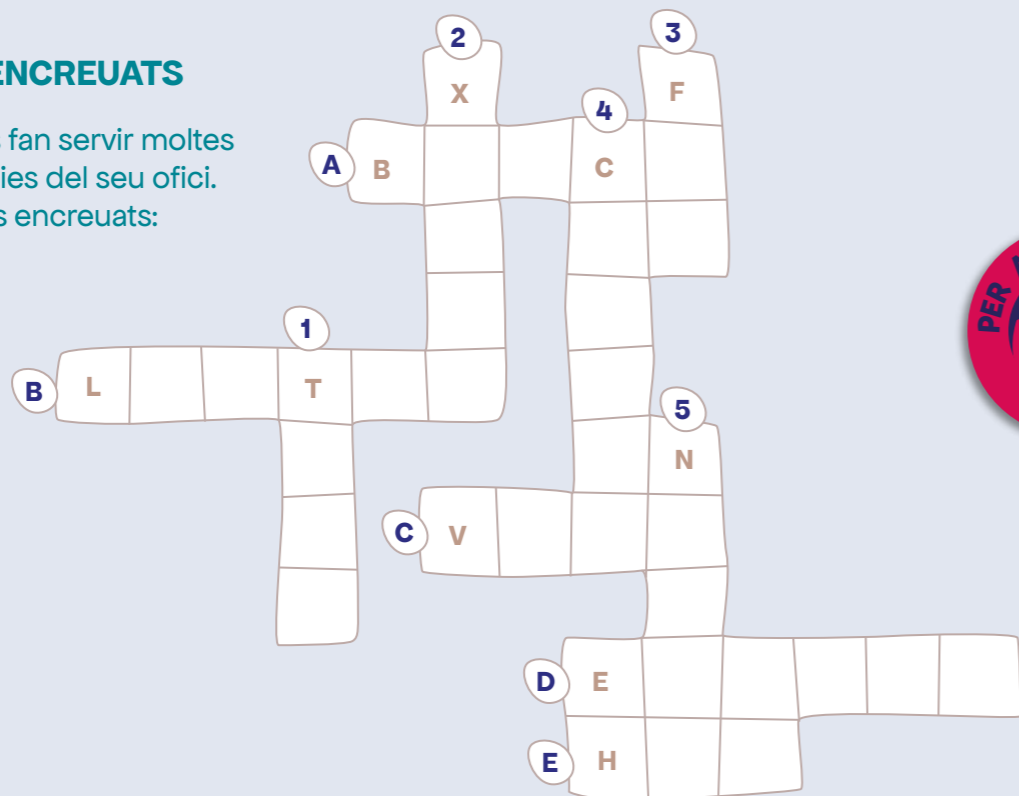 ENCREUATS
fan servir moltes
ies del seu ofici.
s encreuats:
2
3
X
F
4
A B C
PER
1
B L T
5
N
C V
D E
E H